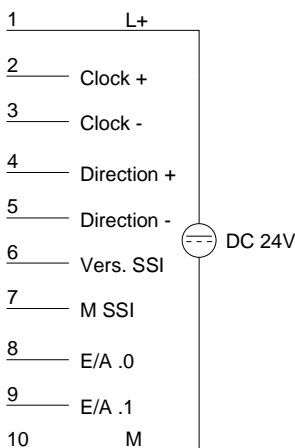 1 L+
2 Clock +
3 Clock -
4 Direction +
5 Direction -
DC 24V
6 Vers. SSI
7 M SSI
8 E/A .0
9 E/A .1
10 M